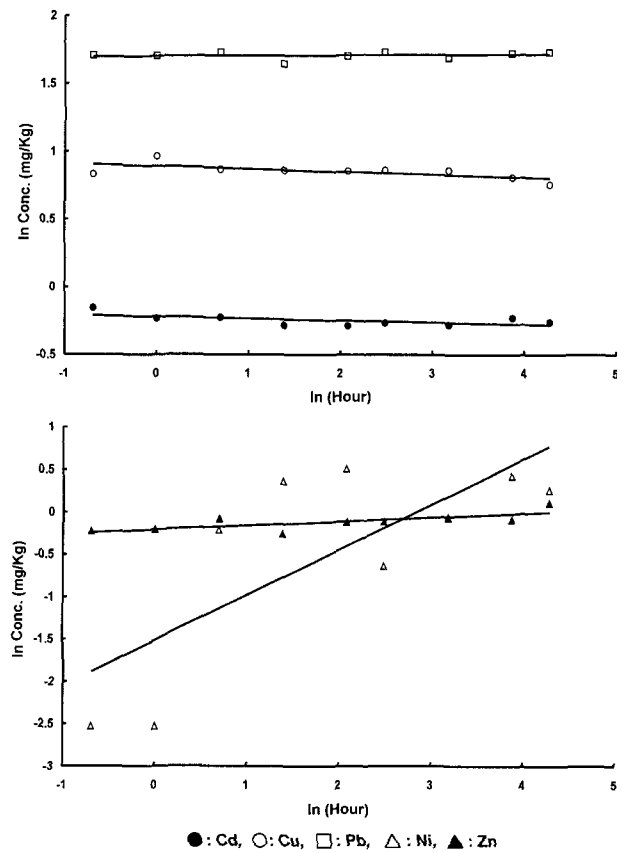 2
1.5
1
0.5
0
-0.5
ln Conc. (mg/Kg)
-1 0 1 2 3 4 5
ln (Hour)
1
0.5
0
-0.5
-1
-1.5
-2
-2.5
-3
ln Conc. (mg/Kg)
-1 0 1 2 3 4 5
ln (Hour)
●: Cd, ○: Cu, □: Pb, △: Ni, ▲: Zn